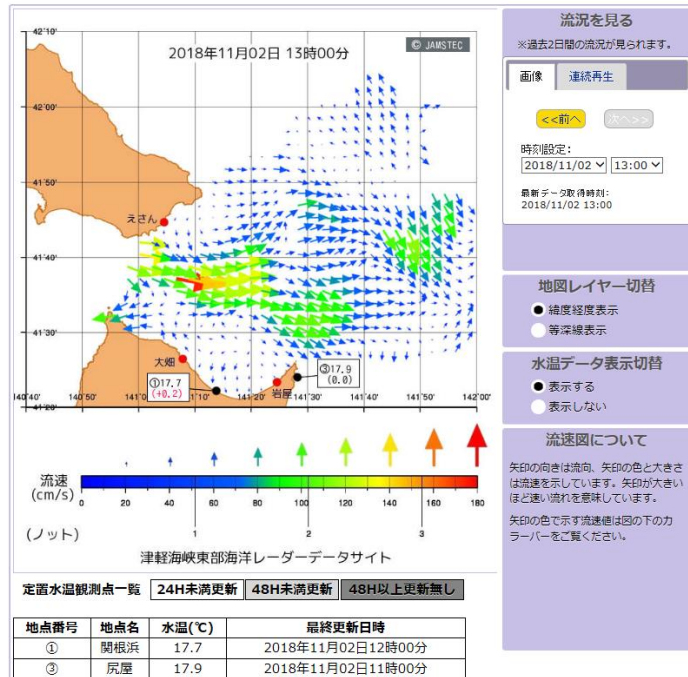 2018年11月02日 13時00分
© JAMSTEC
42°10'
42°00'
41°50'
41°40'
41°30'
41°20'
えさん
大畑
岩屋
①17.7
(+0.2)
③17.9
(0.0)
140°40'
140°50'
141°00'
141°10'
141°20'
141°30'
141°40'
141°50'
142°00'
流速
(cm/s)
0 20 40 60 80 100 120 140 160 180
(ノット)
1 2 3
津軽海峡東部海洋レーダーデータサイト
定置水温観測点一覧 24H未満更新 48H未満更新 48H以上更新無し
地点番号 地点名 水温(℃) 最終更新日時
① 関根浜 17.7 2018年11月02日12時00分
③ 尻屋 17.9 2018年11月02日11時00分
流況を見る
※過去2日間の流況が見られます。
画像 連続再生
<<前へ 次へ>>
時刻設定:
2018/11/02 13:00
最新データ取得時刻:
2018/11/02 13:00
地図レイヤー切替
緯度経度表示
等深線表示
水温データ表示切替
表示する
表示しない
流速図について
矢印の向きは流向、矢印の色と大きさ
は流速を示しています。矢印が大きい
ほど速い流れを意味しています。
矢印の色で示す流速値は図の下のカ
ラーバーをご覧ください。